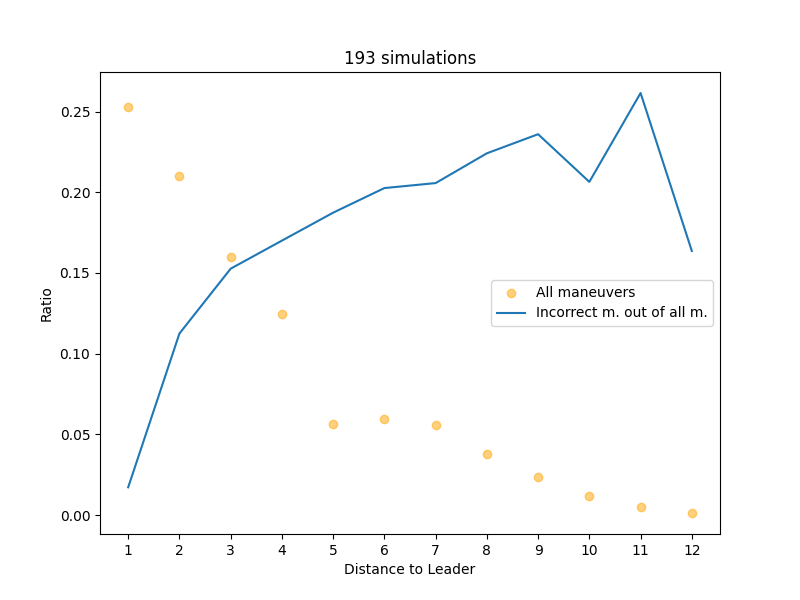 193 simulations
0.25
0.20
0.15
0.10
0.05
0.00
Ratio
All maneuvers
Incorrect m. out of all m.
1 2 3 4 5 6 7 8 9 10 11 12
Distance to Leader